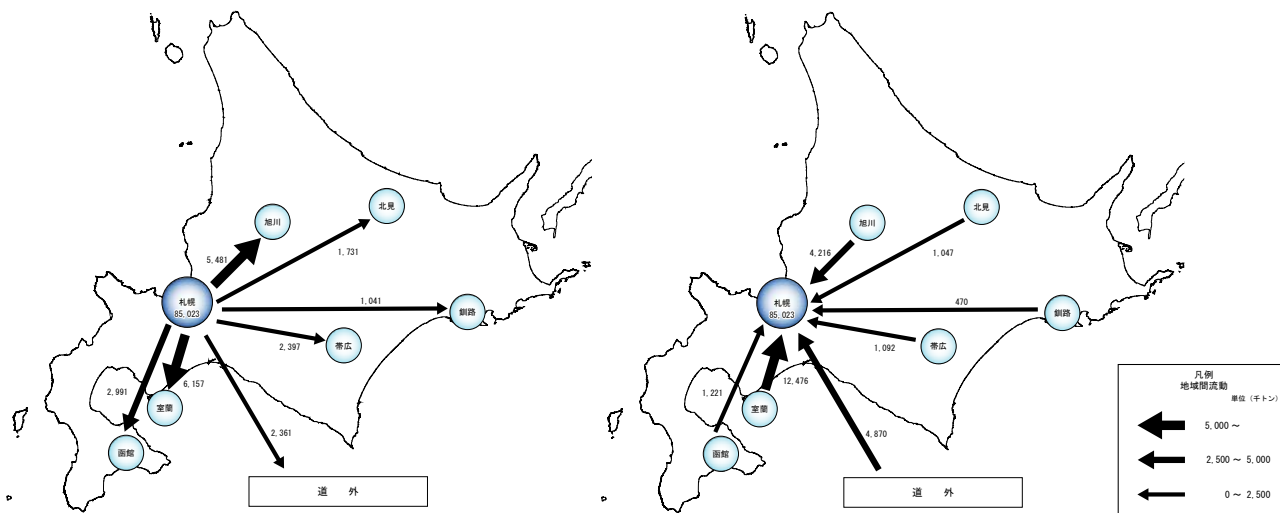 北見
旭川
5,481
1,731
札幌
85,023
1,041
釧路
2,397
帯広
2,991
6,157
室蘭
2,361
函館
道 外
北見
旭川
4,216
1,047
札幌
85,023
470
釧路
1,092
帯広
1,221
12,476
室蘭
4,870
函館
道 外
凡例
地域間流動
単位（千トン）
5,000 ～
2,500 ～ 5,000
0 ～ 2,500